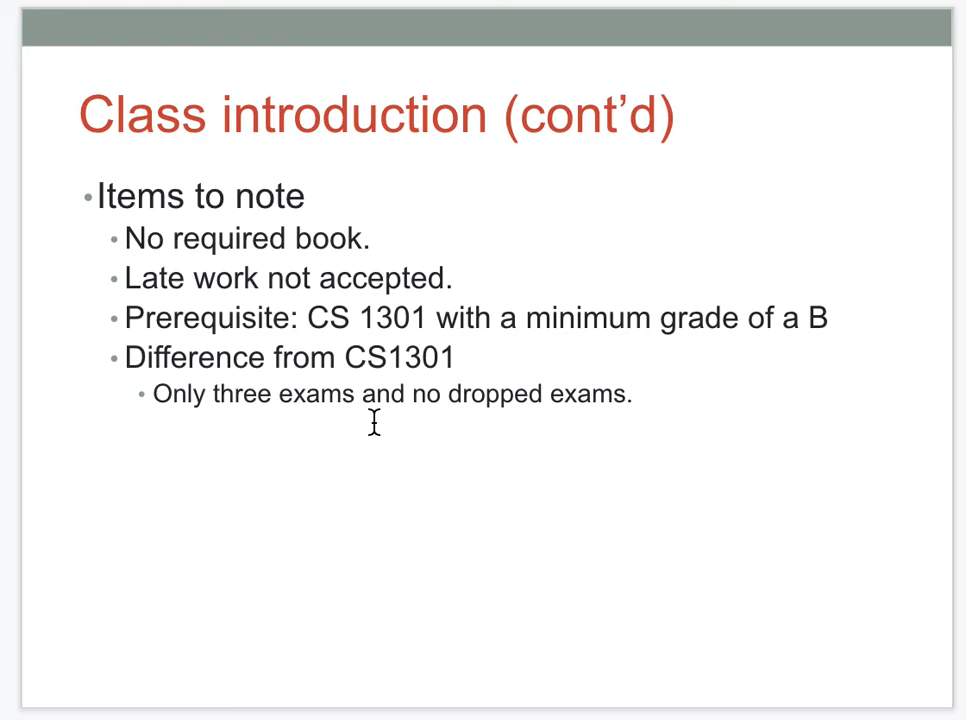 Class introduction (cont’d)
•Items to note
• No required book.
• Late work not accepted.
• Prerequisite: CS 1301 with a minimum grade of a B
• Difference from CS1301
• Only three exams and no dropped exams.